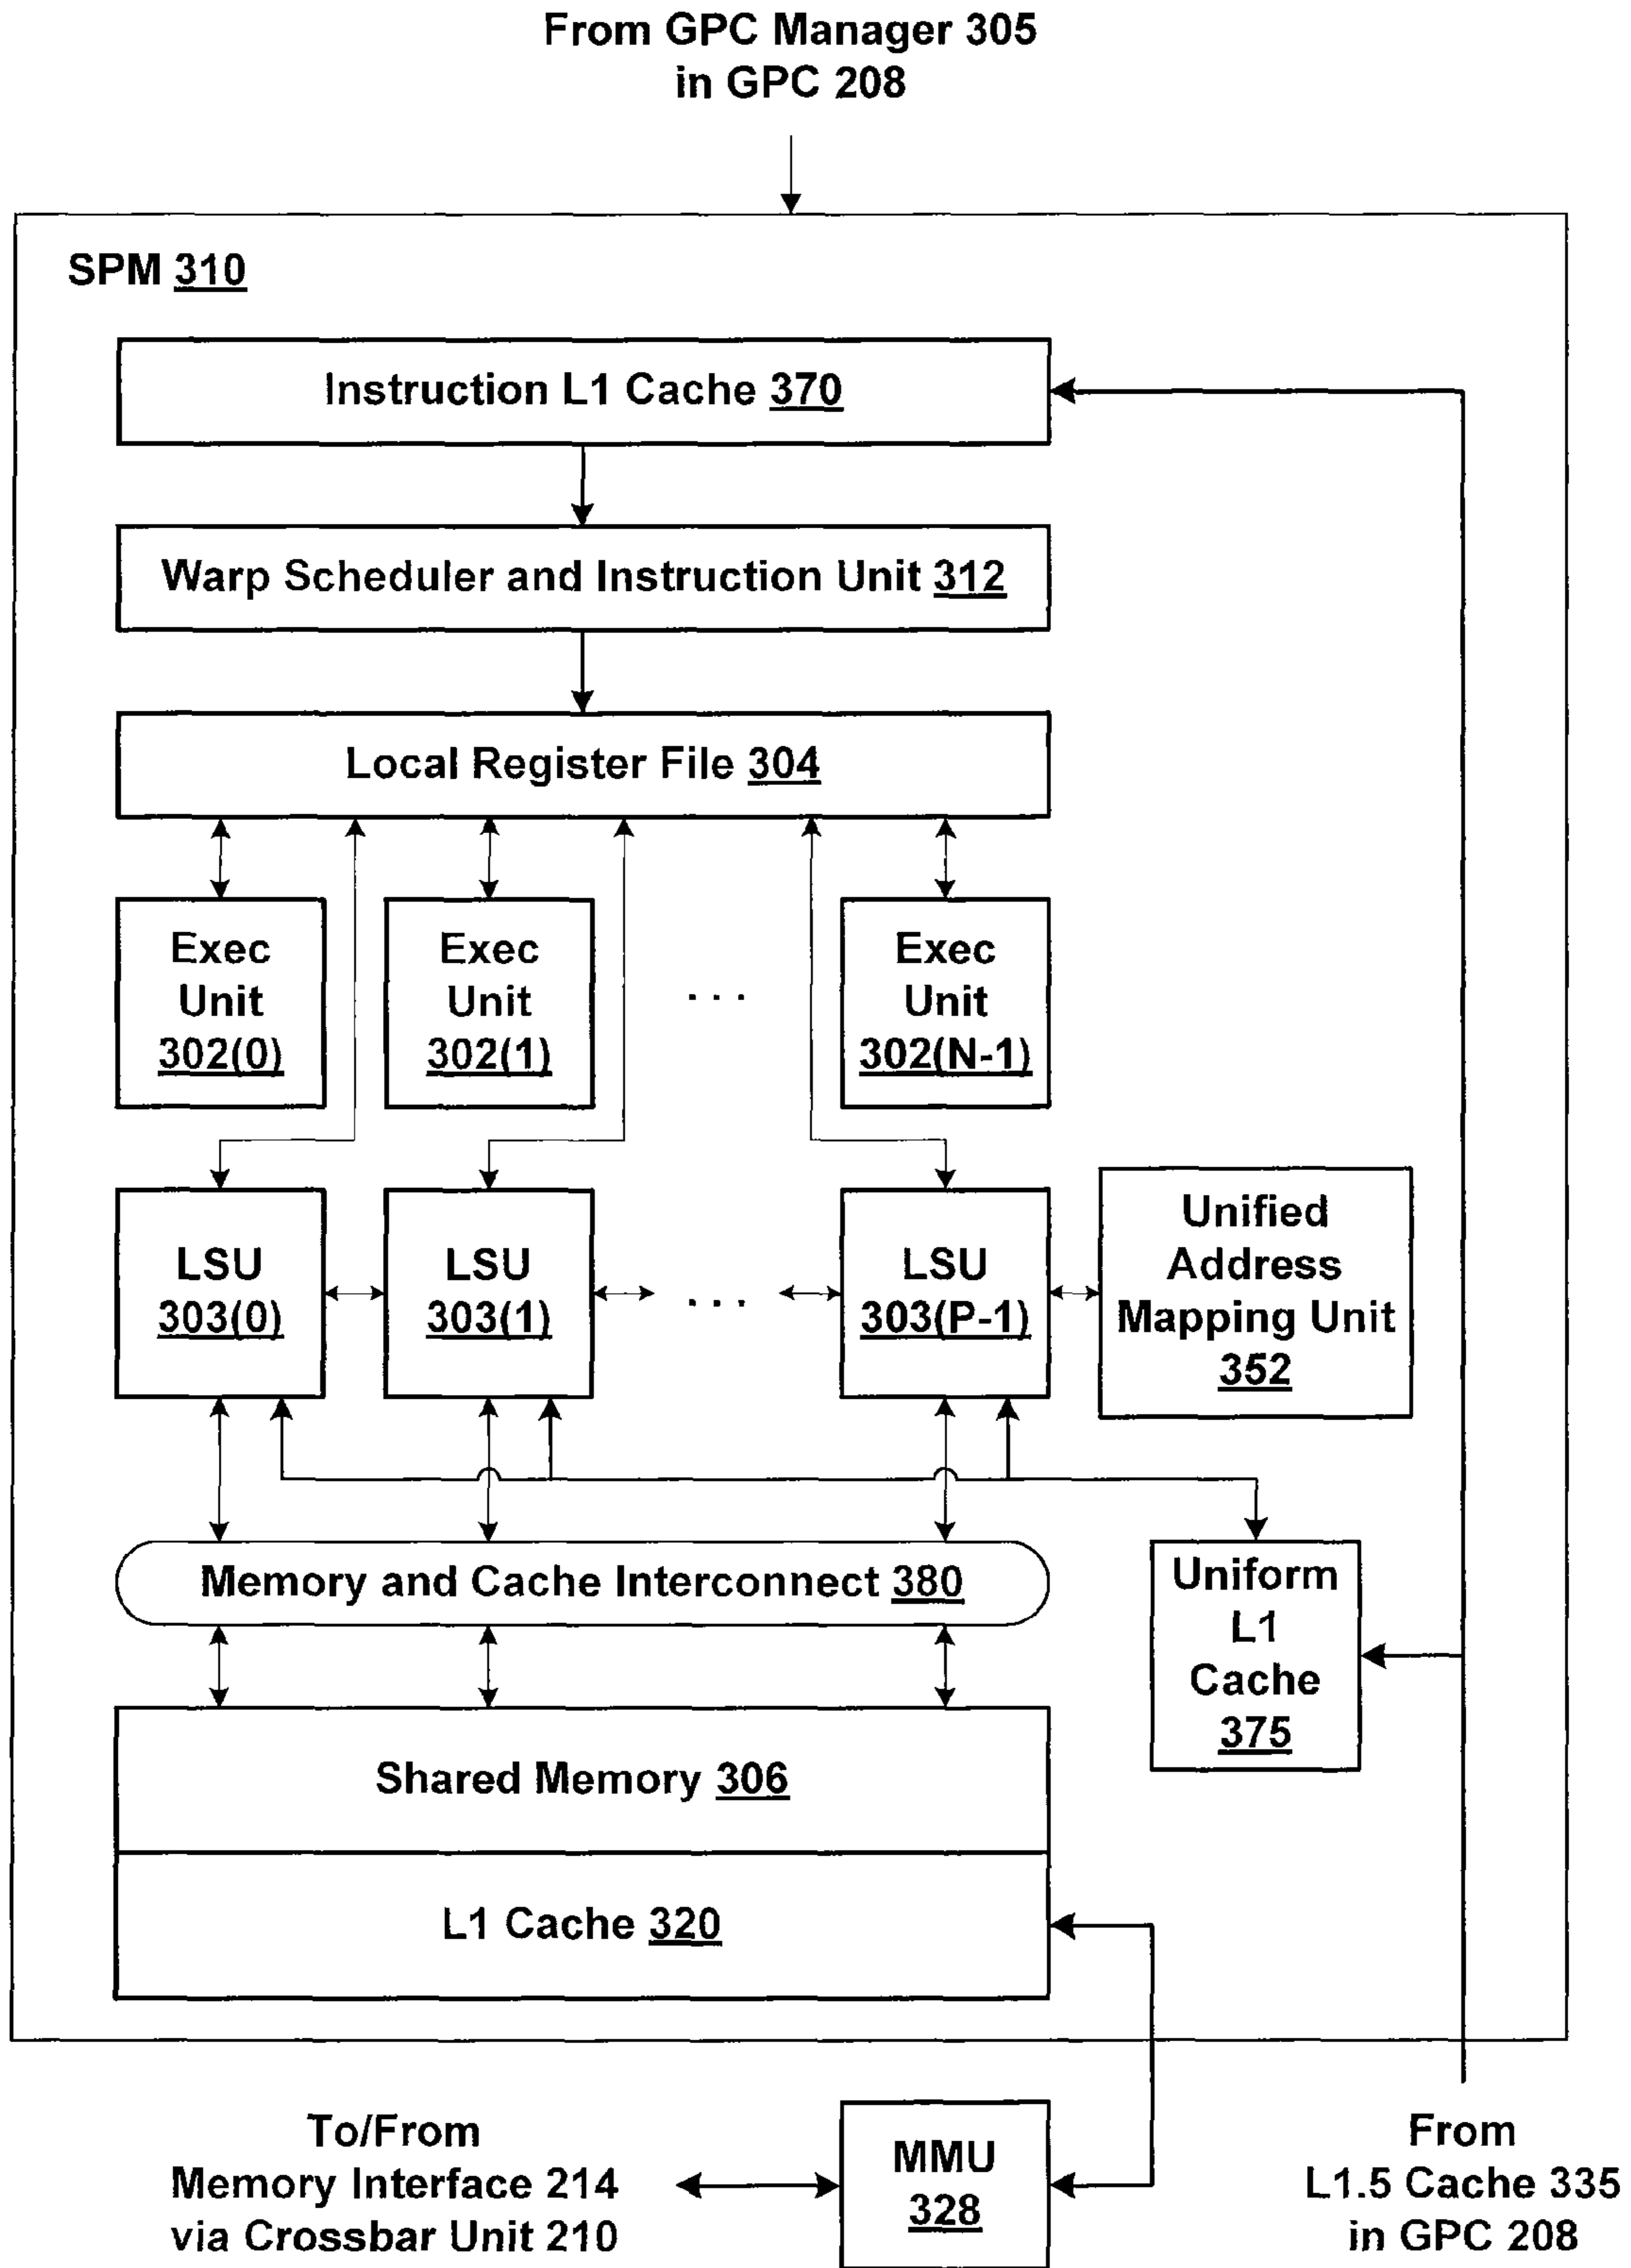 From GPC Manager 305
in GPC 208
SPM 310
Instruction L1 Cache 370
Warp Scheduler and Instruction Unit 312
Local Register File 304
Exec
Unit
302(0)
Exec
Unit
302(1)
. . .
Exec
Unit
302(N-1)
LSU
303(0)
LSU
303(1)
. . .
LSU
303(P-1)
Unified
Address
Mapping Unit
352
Memory and Cache Interconnect 380
Uniform
L1
Cache
375
Shared Memory 306
L1 Cache 320
To/From
Memory Interface 214
via Crossbar Unit 210
MMU
328
From
L1.5 Cache 335
in GPC 208